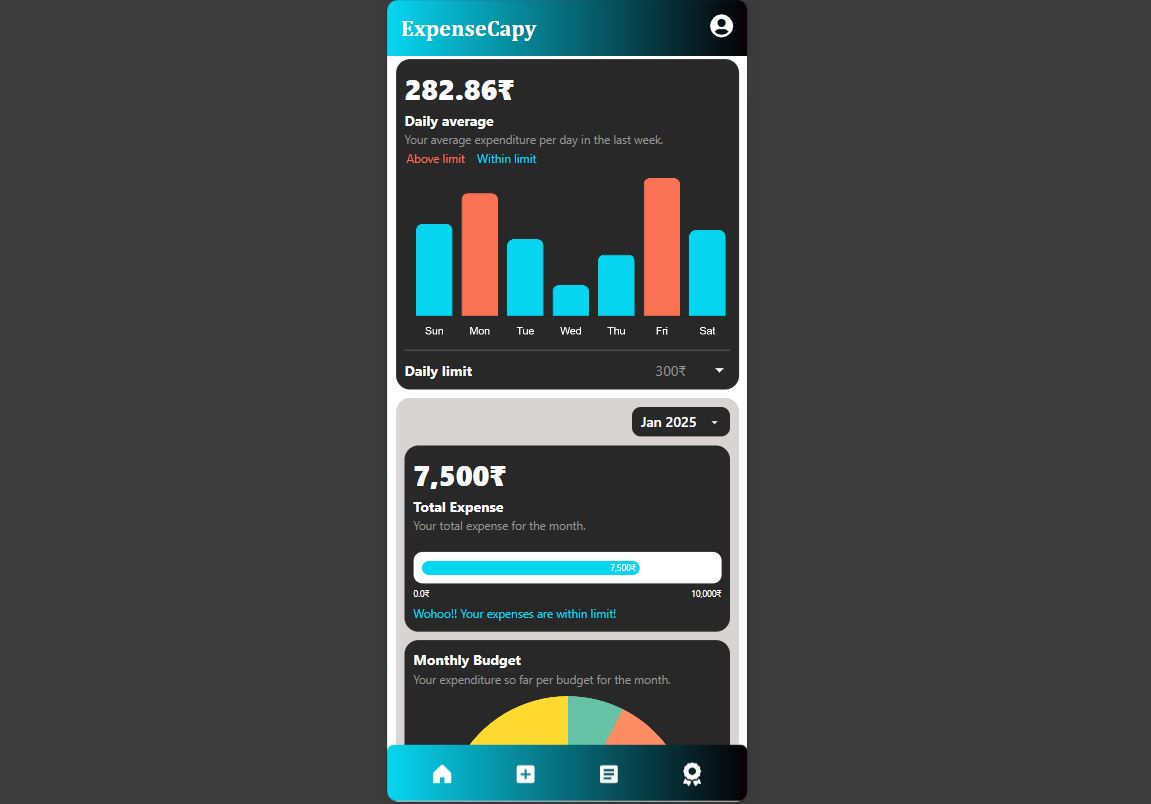 ExpenseCapy
282.86₹
Daily average
Your average expenditure per day in the last week.
Above limit Within limit
Sun Mon Tue Wed Thu Fri Sat
Daily limit 300₹
Jan 2025
7,500₹
Total Expense
Your total expense for the month.
7,500₹
0.0₹ 10,000₹
Wohoo!! Your expenses are within limit!
Monthly Budget
Your expenditure so far per budget for the month.